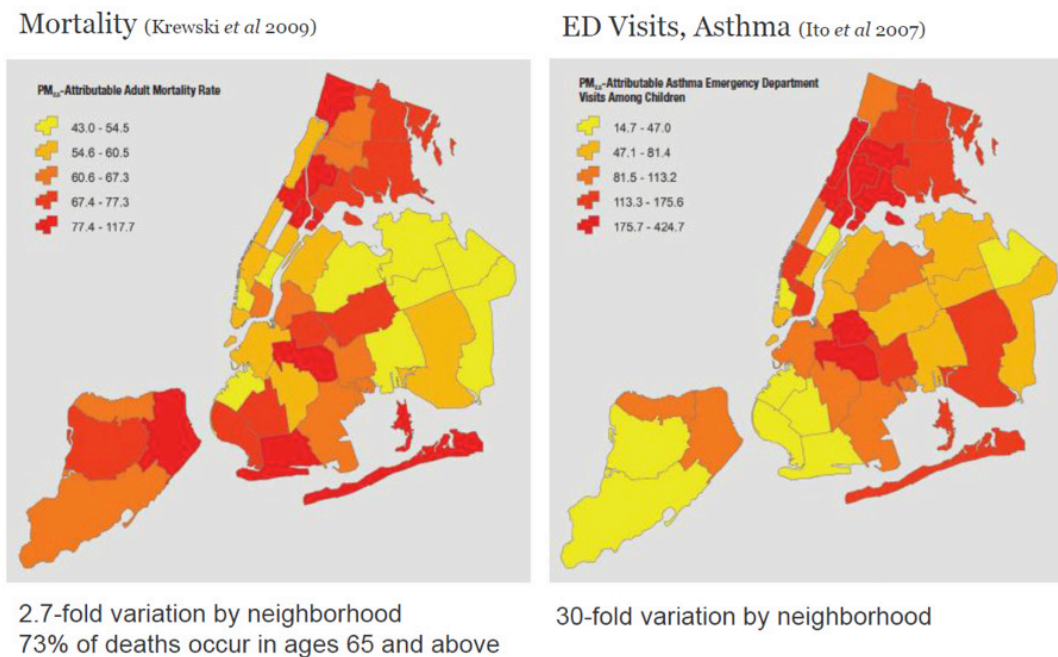 Mortality (Krewski et al 2009)
PM2.5-Attributable Adult Mortality Rate
43.0 - 54.5
54.6 - 60.5
60.6 - 67.3
67.4 - 77.3
77.4 - 117.7
2.7-fold variation by neighborhood
73% of deaths occur in ages 65 and above
ED Visits, Asthma (Ito et al 2007)
PM2.5-Attributable Asthma Emergency Department
Visits Among Children
14.7 - 47.0
47.1 - 81.4
81.5 - 113.2
113.3 - 175.6
175.7 - 424.7
30-fold variation by neighborhood